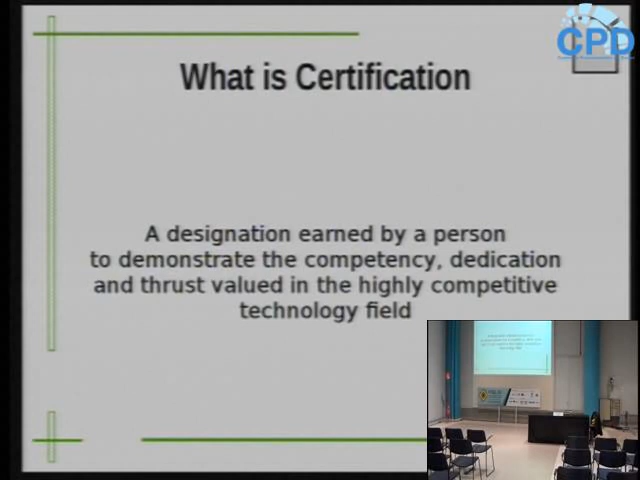 CPD
What is Certification
A designation earned by a person
to demonstrate the competency, dedication
and thrust valued in the highly competitive
technology field